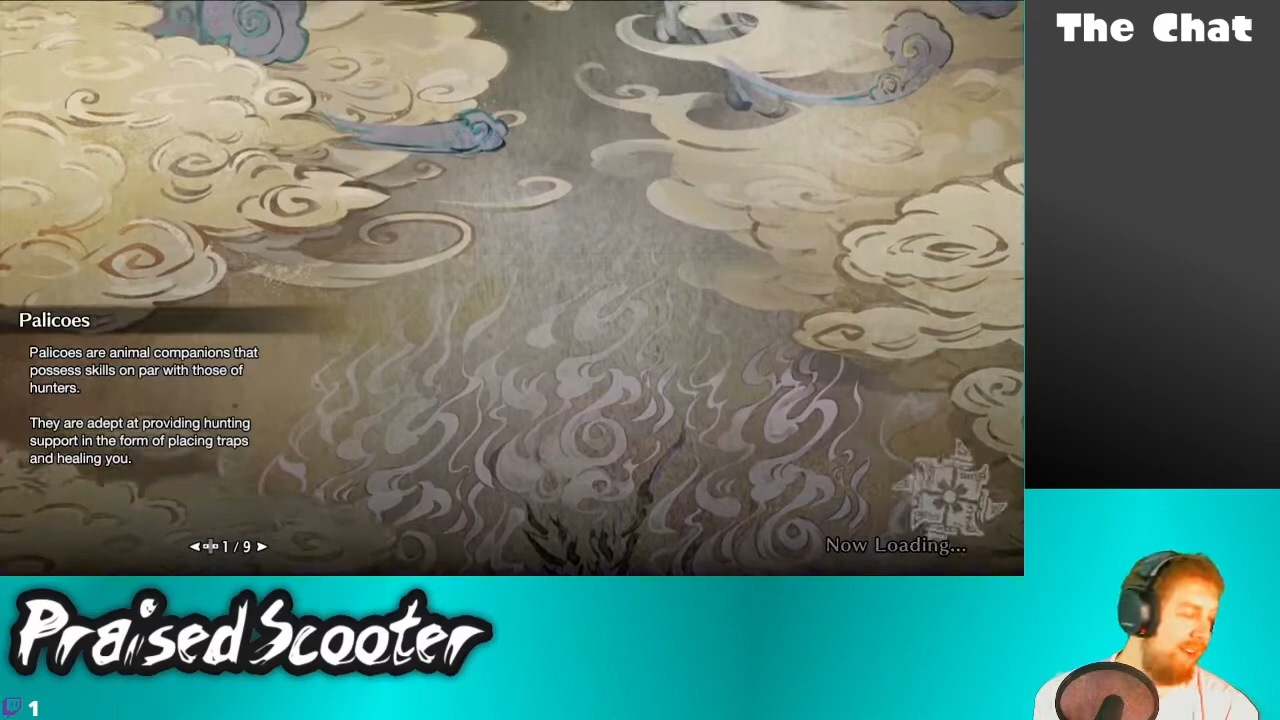 The Chat
Palicoes
Palicoes are animal companions that
possess skills on par with those of
hunters.
They are adept at providing hunting
support in the form of placing traps
and healing you.
1 / 9
Now Loading...
PraisedScooter
1